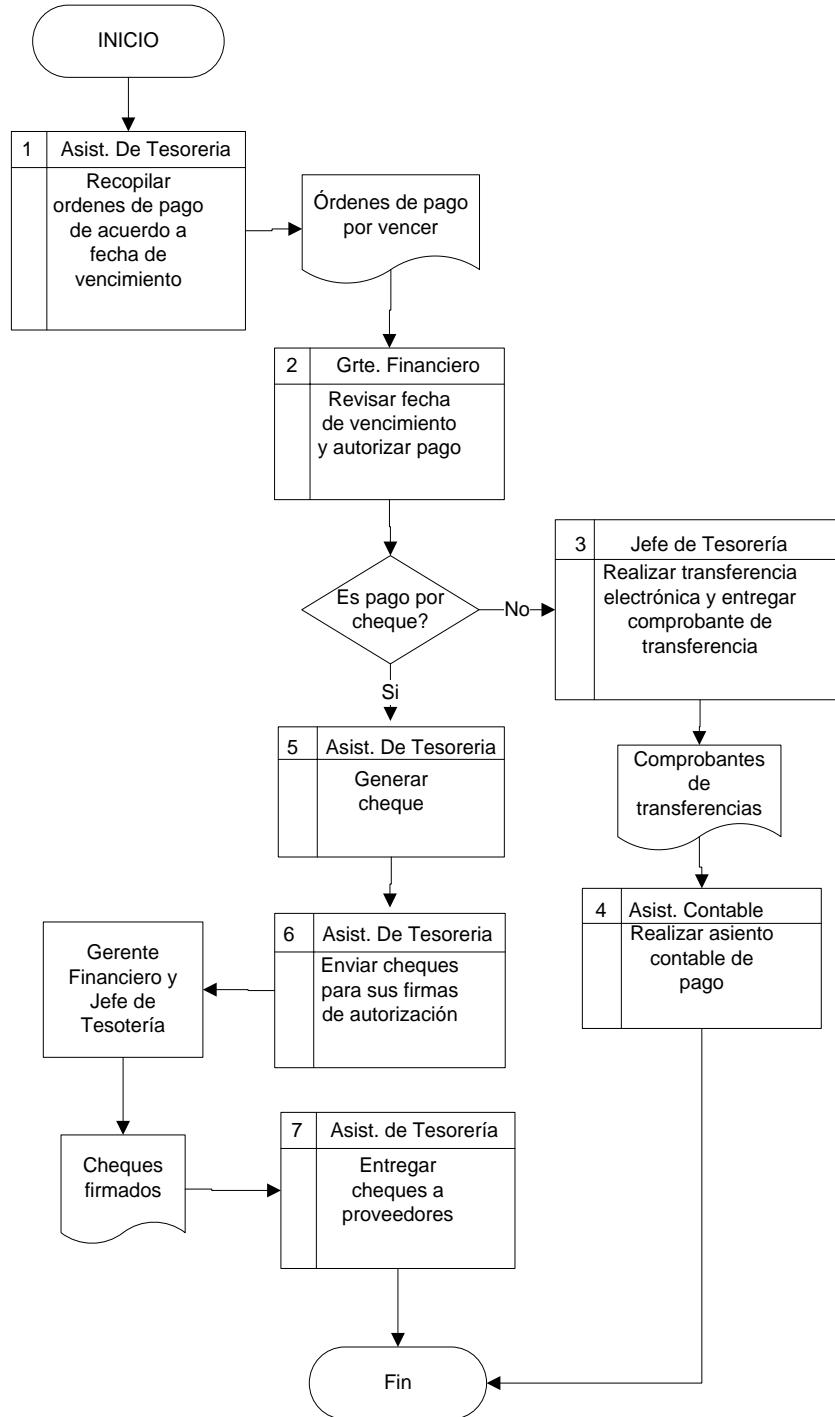 INICIO
1 Asist. De Tesoreria
Recopilar
ordenes de pago
de acuerdo a
fecha de
vencimiento
Órdenes de pago
por vencer
2 Grte. Financiero
Revisar fecha
de vencimiento
y autorizar pago
Es pago por
cheque?
No
Si
3 Jefe de Tesorería
Realizar transferencia
electrónica y entregar
comprobante de
transferencia
Comprobantes
de
transferencias
4 Asist. Contable
Realizar asiento
contable de
pago
5 Asist. De Tesoreria
Generar
cheque
6 Asist. De Tesoreria
Enviar cheques
para sus firmas
de autorización
Gerente
Financiero y
Jefe de
Tesotería
Cheques
firmados
7 Asist. de Tesorería
Entregar
cheques a
proveedores
Fin